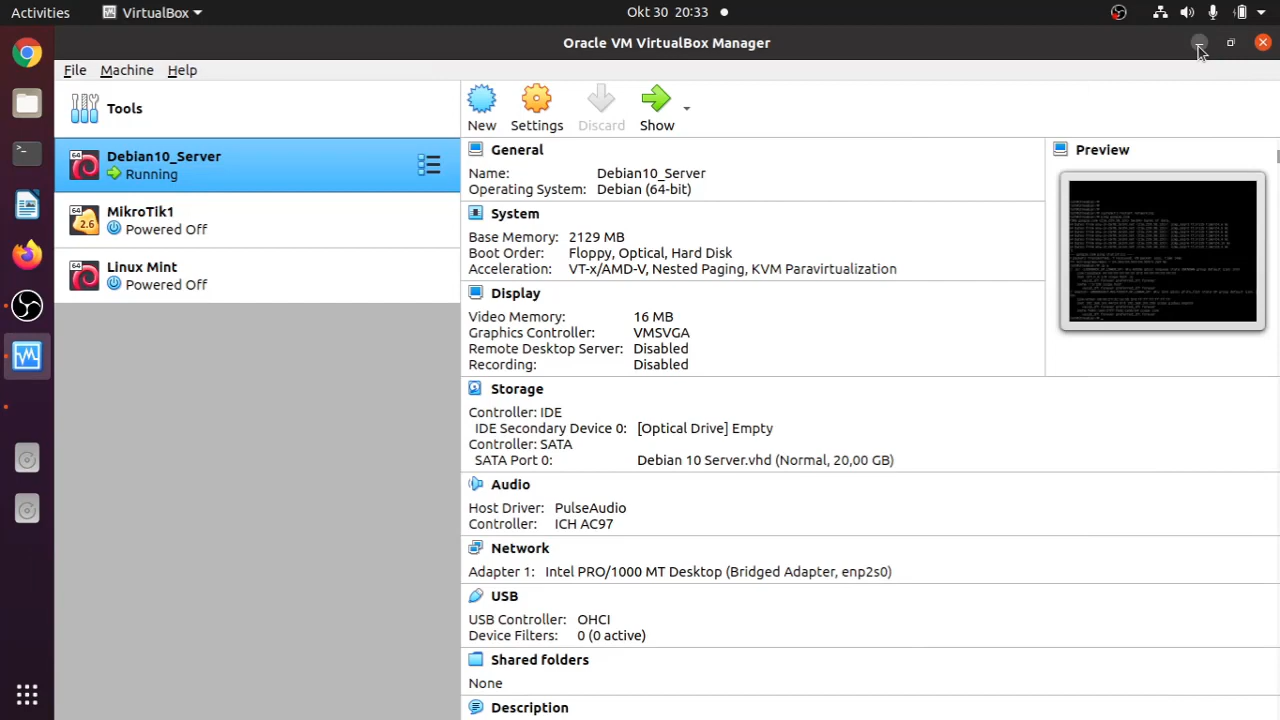 Activities VirtualBox Okt 30 20:33
Oracle VM VirtualBox Manager
File Machine Help
Tools
64 Debian10_Server
Running
64 2.6 MikroTik1
Powered Off
64 Linux Mint
Powered Off
New Settings Discard Show
General
Name: Debian10_Server
Operating System: Debian (64-bit)
System
Base Memory: 2129 MB
Boot Order: Floppy, Optical, Hard Disk
Acceleration: VT-x/AMD-V, Nested Paging, KVM Paravirtualization
Display
Video Memory: 16 MB
Graphics Controller: VMSVGA
Remote Desktop Server: Disabled
Recording: Disabled
Preview
Storage
Controller: IDE
IDE Secondary Device 0: [Optical Drive] Empty
Controller: SATA
SATA Port 0: Debian 10 Server.vhd (Normal, 20,00 GB)
Audio
Host Driver: PulseAudio
Controller: ICH AC97
Network
Adapter 1: Intel PRO/1000 MT Desktop (Bridged Adapter, enp2s0)
USB
USB Controller: OHCI
Device Filters: 0 (0 active)
Shared folders
None
Description